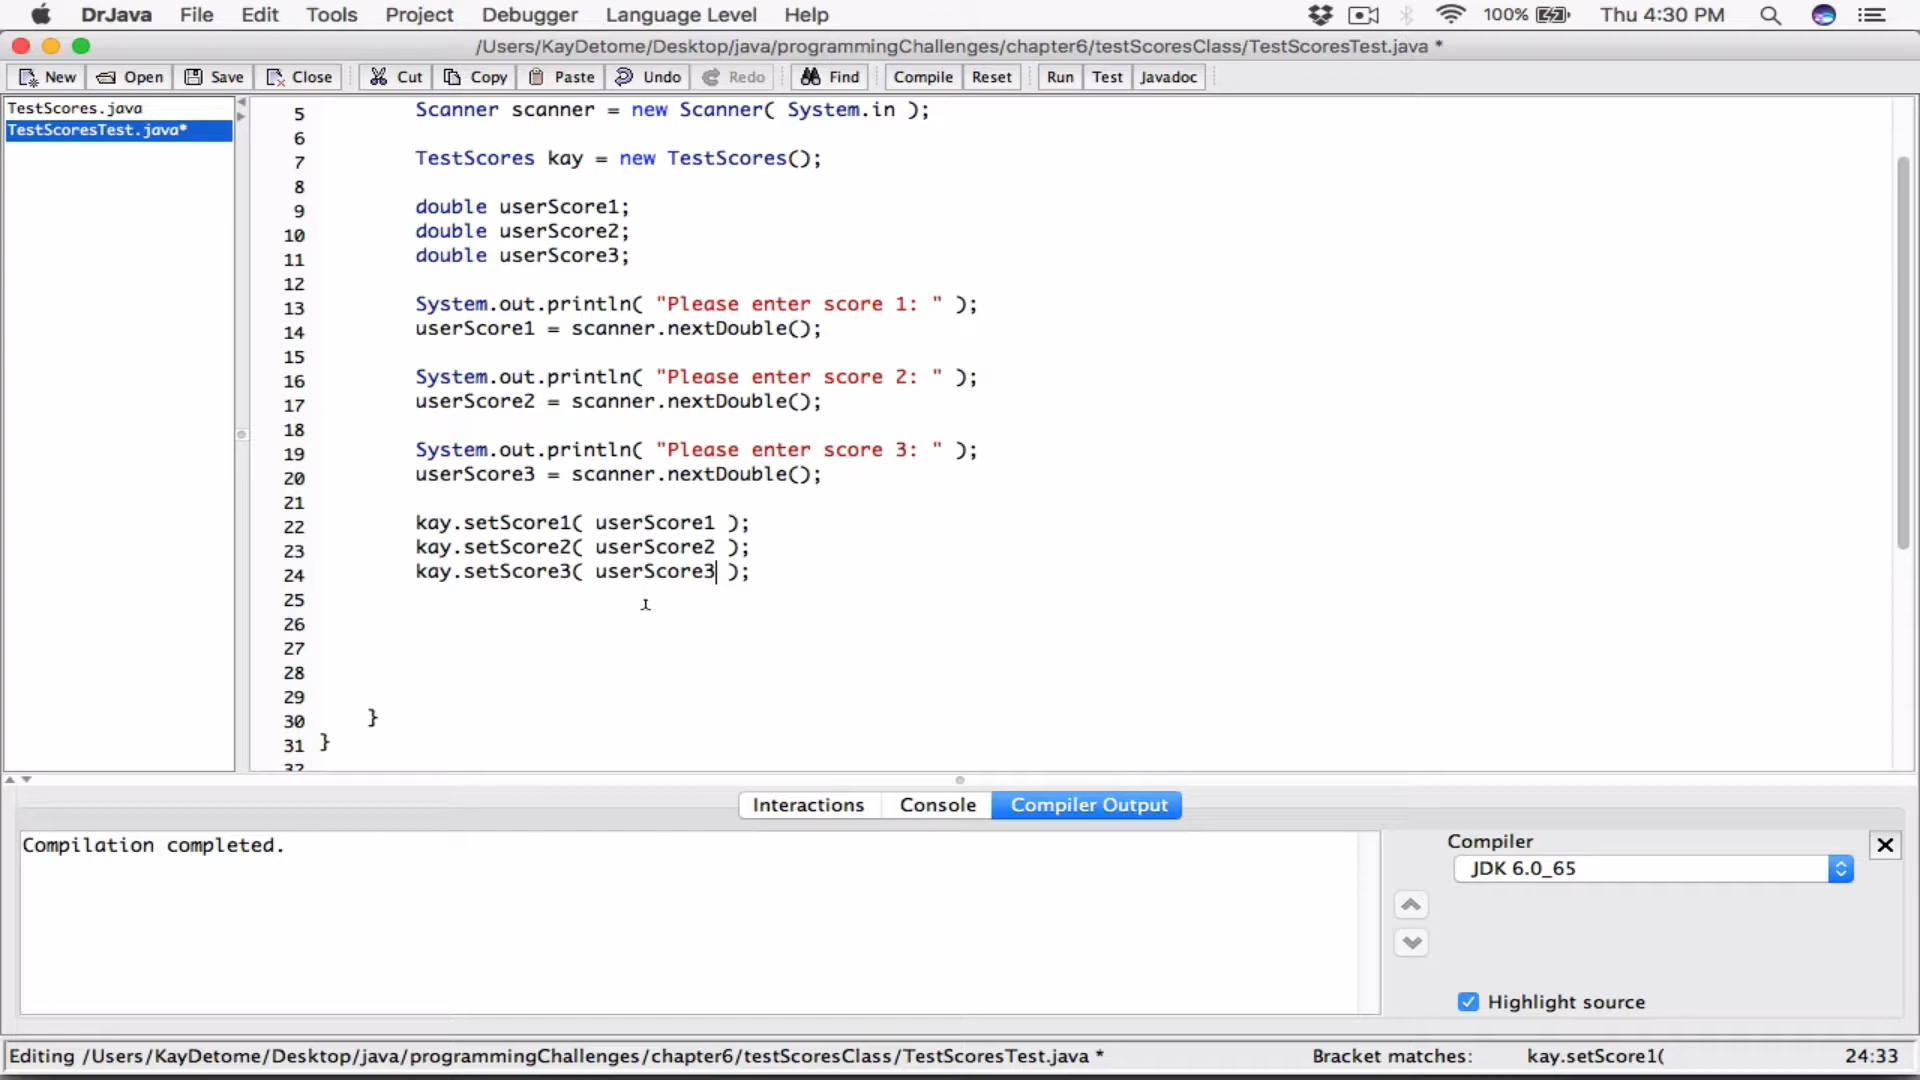 DrJava File Edit Tools Project Debugger Language Level Help 100% Thu 4:30 PM
/Users/KayDetome/Desktop/java/programmingChallenges/chapter6/testScoresClass/TestScoresTest.java *
New Open Save Close Cut Copy Paste Undo Redo Find Compile Reset Run Test Javadoc
TestScores.java
TestScoresTest.java*
5 Scanner scanner = new Scanner( System.in );
6
7 TestScores kay = new TestScores();
8
9 double userScore1;
10 double userScore2;
11 double userScore3;
12
13 System.out.println( "Please enter score 1: " );
14 userScore1 = scanner.nextDouble();
15
16 System.out.println( "Please enter score 2: " );
17 userScore2 = scanner.nextDouble();
18
19 System.out.println( "Please enter score 3: " );
20 userScore3 = scanner.nextDouble();
21
22 kay.setScore1( userScore1 );
23 kay.setScore2( userScore2 );
24 kay.setScore3( userScore3 );
25
26
27
28
29
30 }
31 }
32
Interactions Console Compiler Output
Compilation completed.
Compiler
JDK 6.0_65
Highlight source
Editing /Users/KayDetome/Desktop/java/programmingChallenges/chapter6/testScoresClass/TestScoresTest.java * Bracket matches: kay.setScore1( 24:33